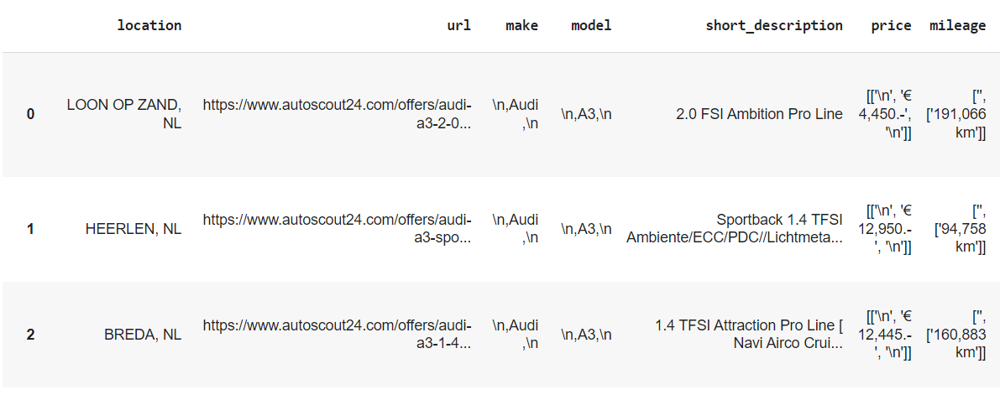 location url make model short_description price mileage
0 LOON OP ZAND, NL https://www.autoscout24.com/offers/audi-a3-2-0... \n,Audi ,\n \n,A3,\n 2.0 FSI Ambition Pro Line [['\n', '€ 4,450.-', '\n']] ['', ['191,066 km']]
1 HEERLEN, NL https://www.autoscout24.com/offers/audi-a3-spo... \n,Audi ,\n \n,A3,\n Sportback 1.4 TFSI Ambiente/ECC/PDC//Lichtmeta... [['\n', '€ 12,950.-', '\n']] ['', ['94,758 km']]
2 BREDA, NL https://www.autoscout24.com/offers/audi-a3-1-4... \n,Audi ,\n \n,A3,\n 1.4 TFSI Attraction Pro Line [ Navi Airco Crui... [['\n', '€ 12,445.-', '\n']] ['', ['160,883 km']]